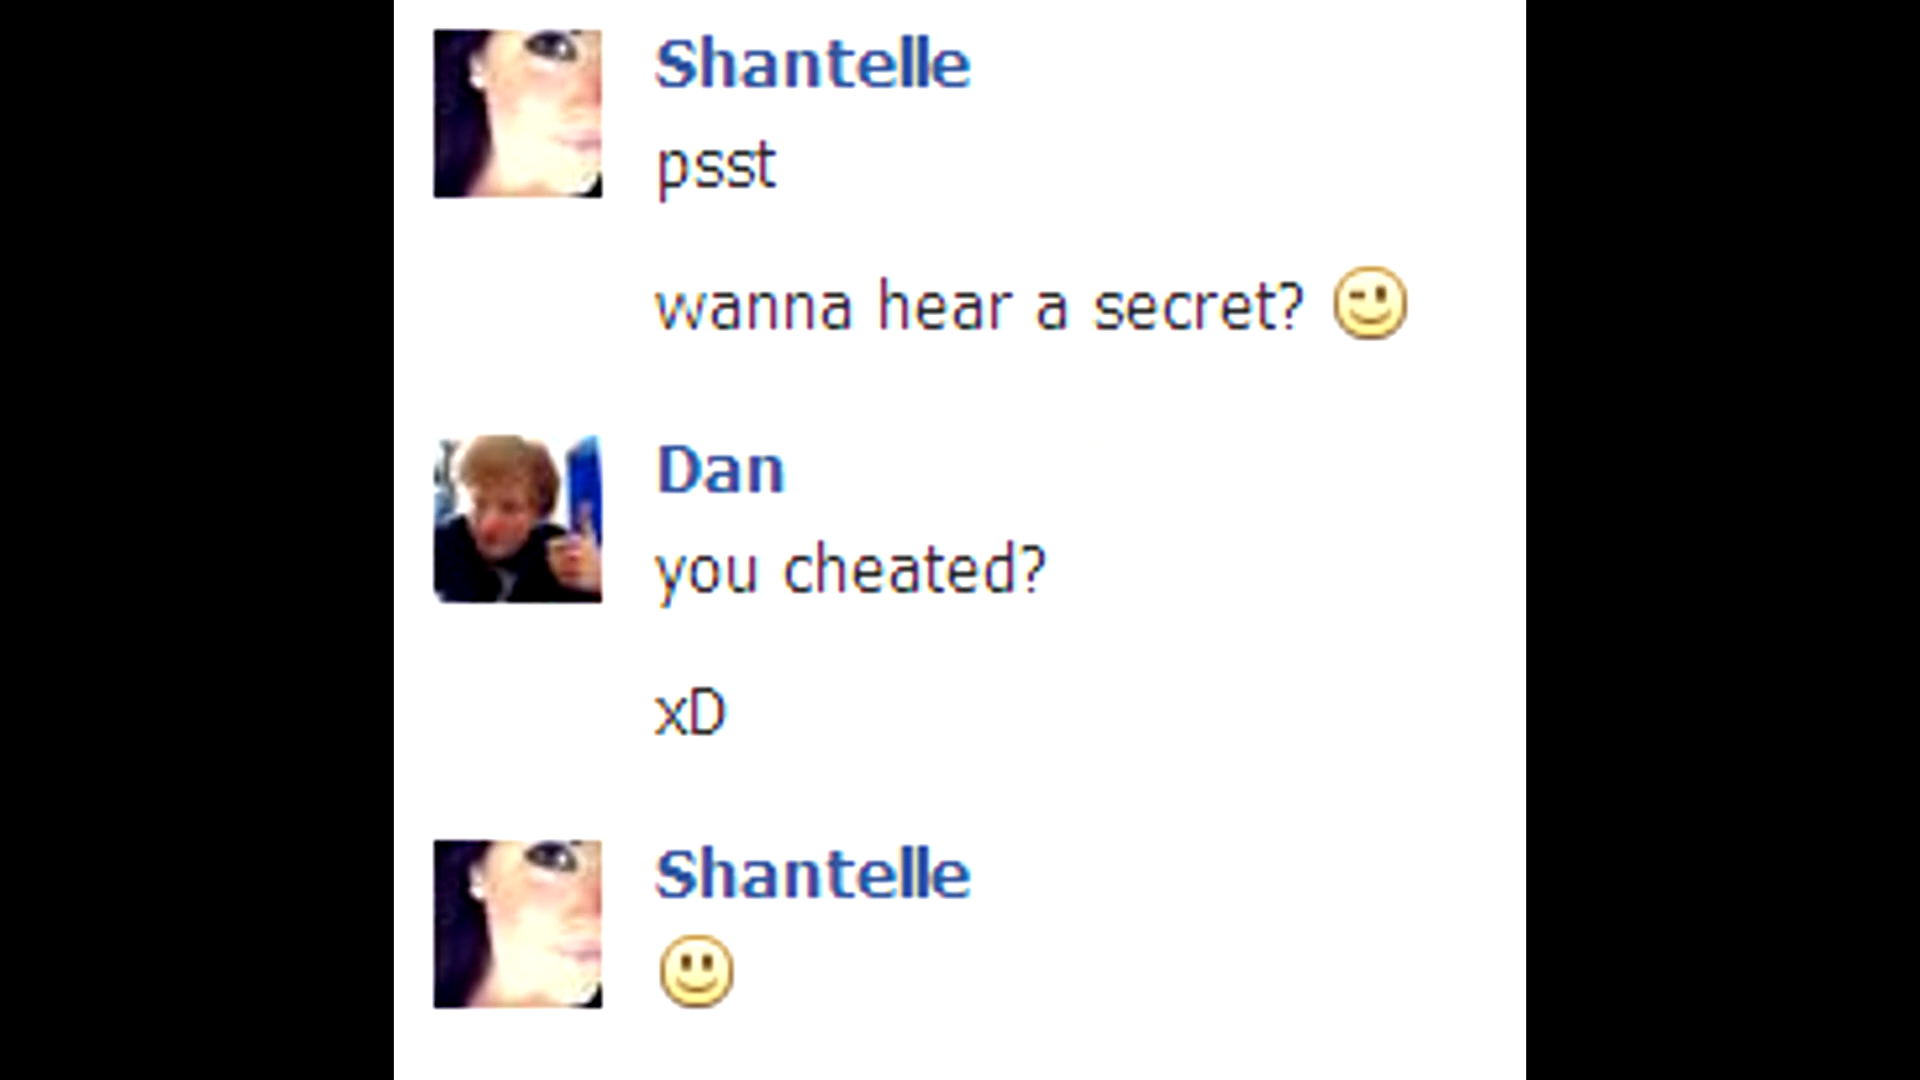 Shantelle
psst
wanna hear a secret? 😉
Dan
you cheated?
xD
Shantelle
🙂